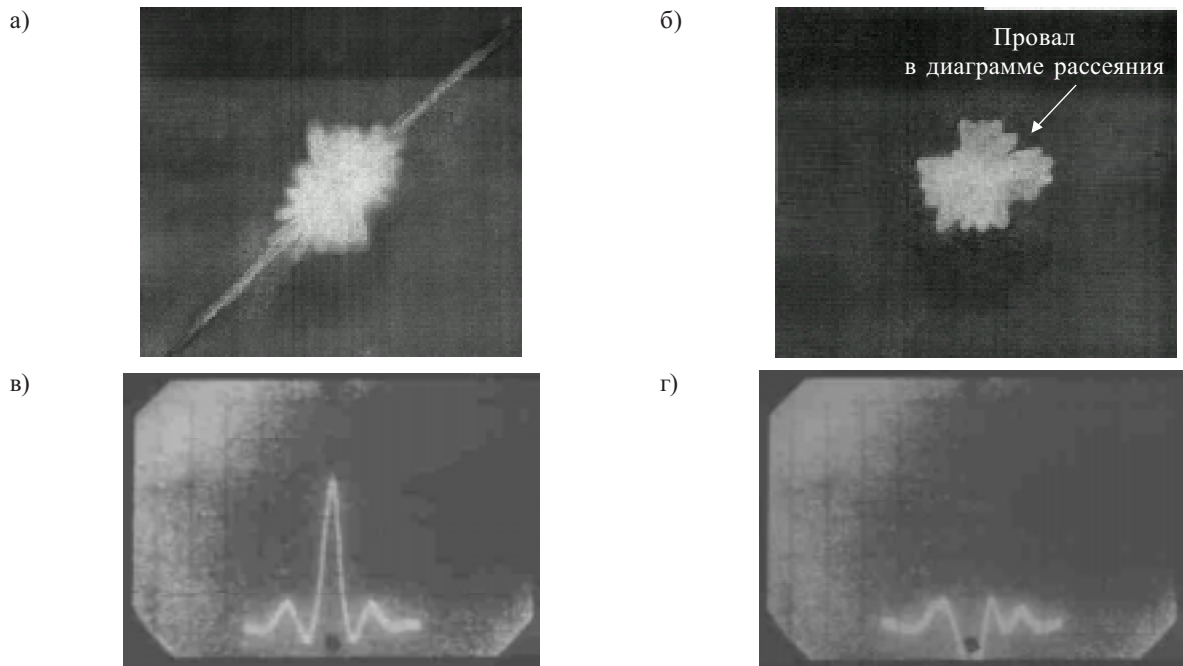 а)
б)
Провал
в диаграмме рассеяния
в)
г)